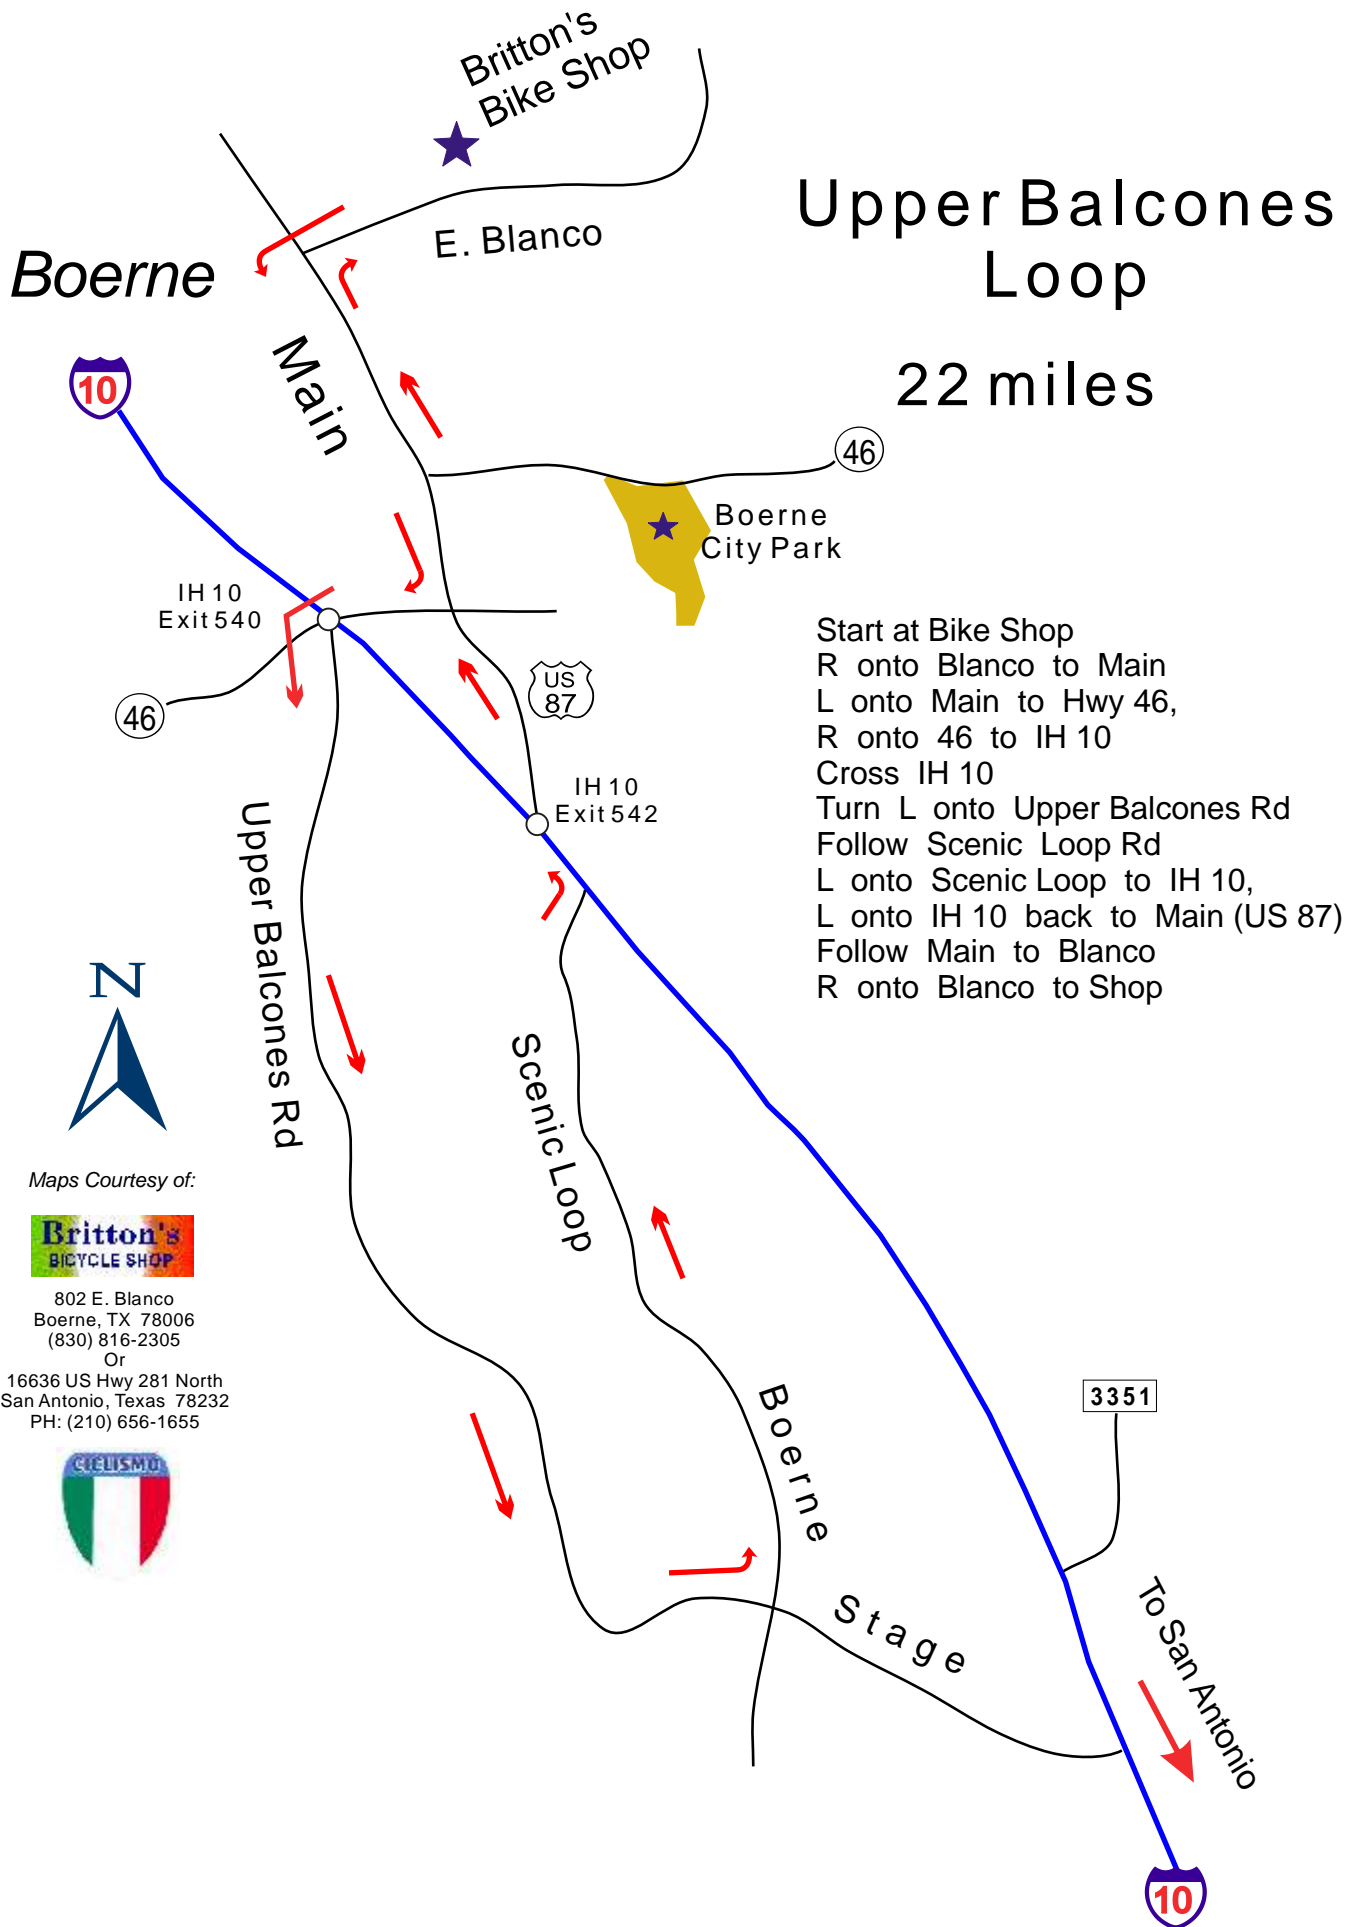 Britton's
Bike Shop
Upper Balcones
Loop
22 miles
E. Blanco
Boerne
Main
10
46
Boerne
City Park
IH 10
Exit 540
46
US
87
IH 10
Exit 542
Start at Bike Shop
R onto Blanco to Main
L onto Main to Hwy 46,
R onto 46 to IH 10
Cross IH 10
Turn L onto Upper Balcones Rd
Follow Scenic Loop Rd
L onto Scenic Loop to IH 10,
L onto IH 10 back to Main (US 87)
Follow Main to Blanco
R onto Blanco to Shop
Upper Balcones Rd
Scenic Loop
N
Maps Courtesy of:
Britton's
BICYCLE SHOP
802 E. Blanco
Boerne, TX 78006
(830) 816-2305
Or
16636 US Hwy 281 North
San Antonio, Texas 78232
PH: (210) 656-1655
CICLISMO
Boerne
Stage
3351
To San Antonio
10